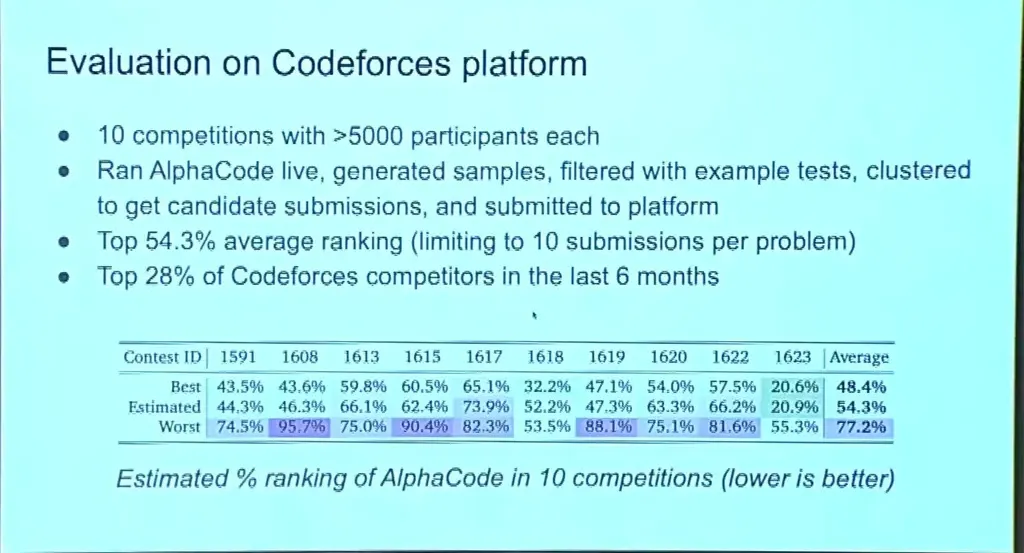 Evaluation on Codeforces platform
● 10 competitions with >5000 participants each
● Ran AlphaCode live, generated samples, filtered with example tests, clustered
to get candidate submissions, and submitted to platform
● Top 54.3% average ranking (limiting to 10 submissions per problem)
● Top 28% of Codeforces competitors in the last 6 months
Contest ID 1591 1608 1613 1615 1617 1618 1619 1620 1622 1623 Average
Best 43.5% 43.6% 59.8% 60.5% 65.1% 32.2% 47.1% 54.0% 57.5% 20.6% 48.4%
Estimated 44.3% 46.3% 66.1% 62.4% 73.9% 52.2% 47.3% 63.3% 66.2% 20.9% 54.3%
Worst 74.5% 95.7% 75.0% 90.4% 82.3% 53.5% 88.1% 75.1% 81.6% 55.3% 77.2%
Estimated % ranking of AlphaCode in 10 competitions (lower is better)